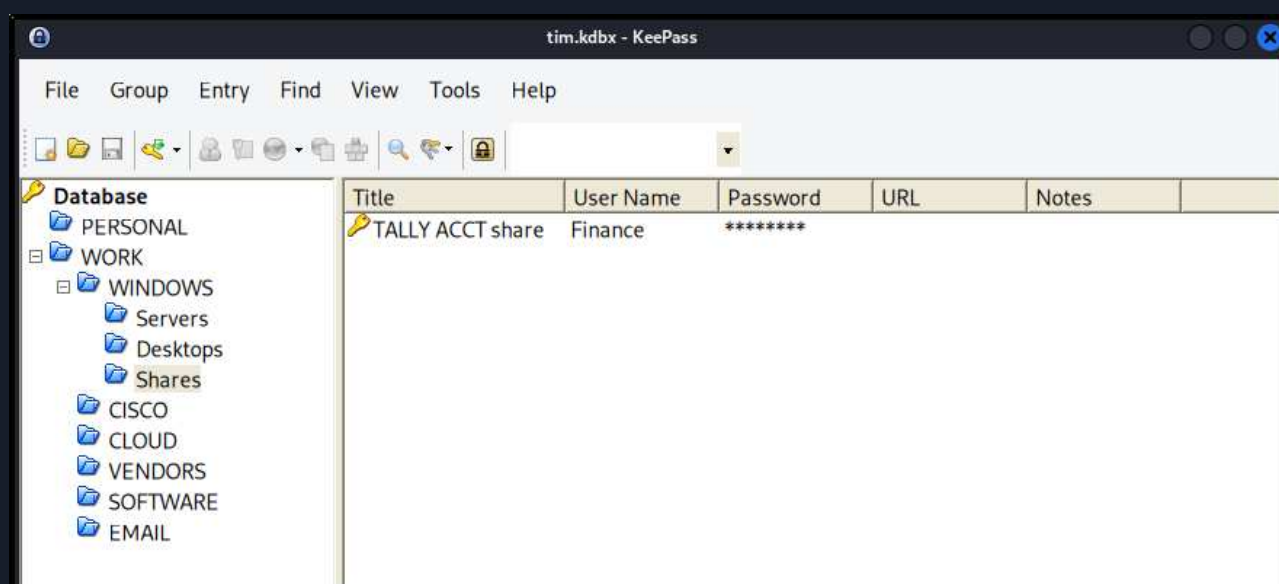 tim.kdbx - KeePass
File Group Entry Find View Tools Help
Database
PERSONAL
WORK
WINDOWS
Servers
Desktops
Shares
CISCO
CLOUD
VENDORS
SOFTWARE
EMAIL
Title User Name Password URL Notes
TALLY ACCT share Finance ********